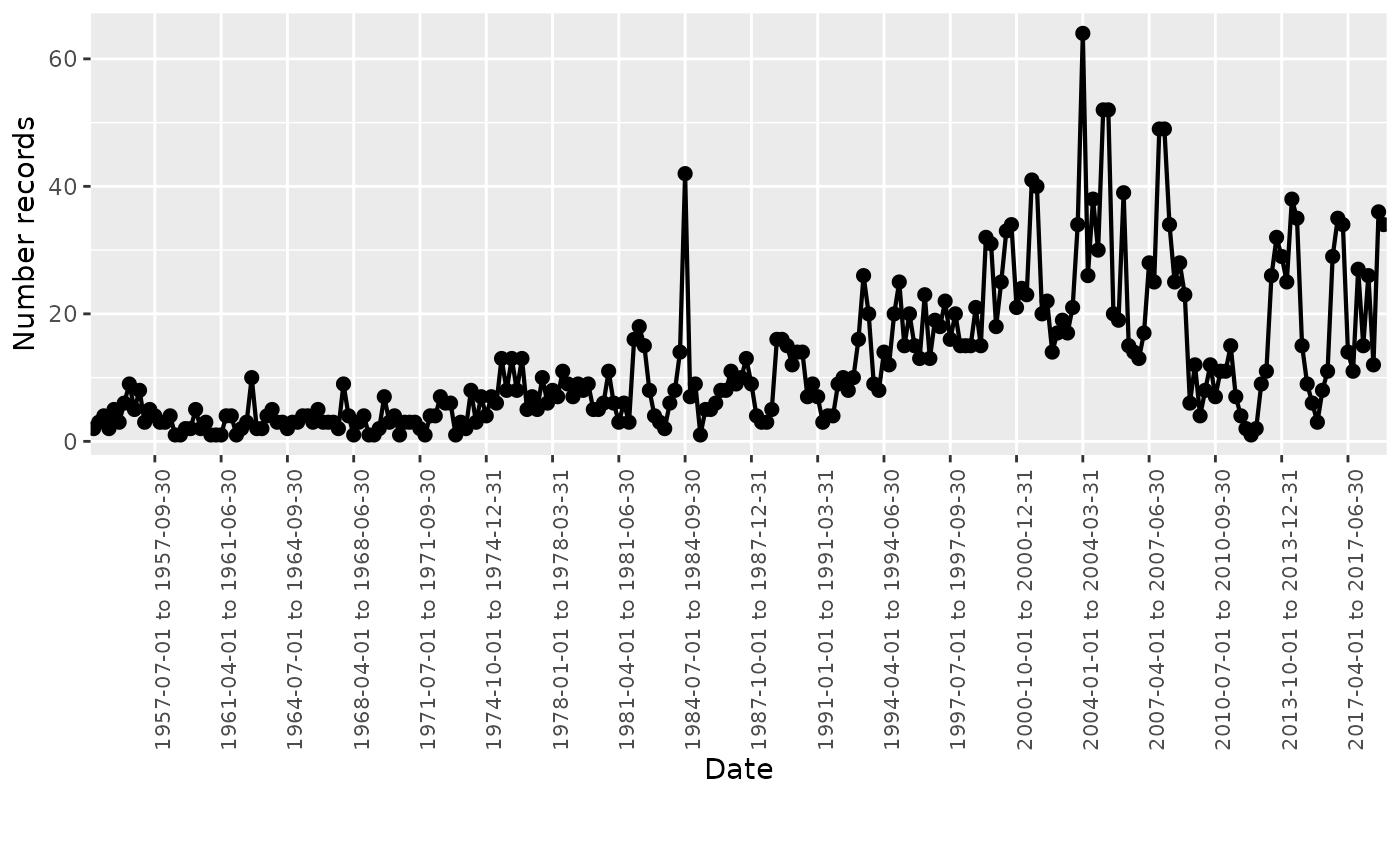 Number records
60
40
20
0
1957-07-01 to 1957-09-30
1961-04-01 to 1961-06-30
1964-07-01 to 1964-09-30
1968-04-01 to 1968-06-30
1971-07-01 to 1971-09-30
1974-10-01 to 1974-12-31
1978-01-01 to 1978-03-31
1981-04-01 to 1981-06-30
1984-07-01 to 1984-09-30
1987-10-01 to 1987-12-31
1991-01-01 to 1991-03-31
1994-04-01 to 1994-06-30
1997-07-01 to 1997-09-30
2000-10-01 to 2000-12-31
2004-01-01 to 2004-03-31
2007-04-01 to 2007-06-30
2010-07-01 to 2010-09-30
2013-10-01 to 2013-12-31
2017-04-01 to 2017-06-30
Date